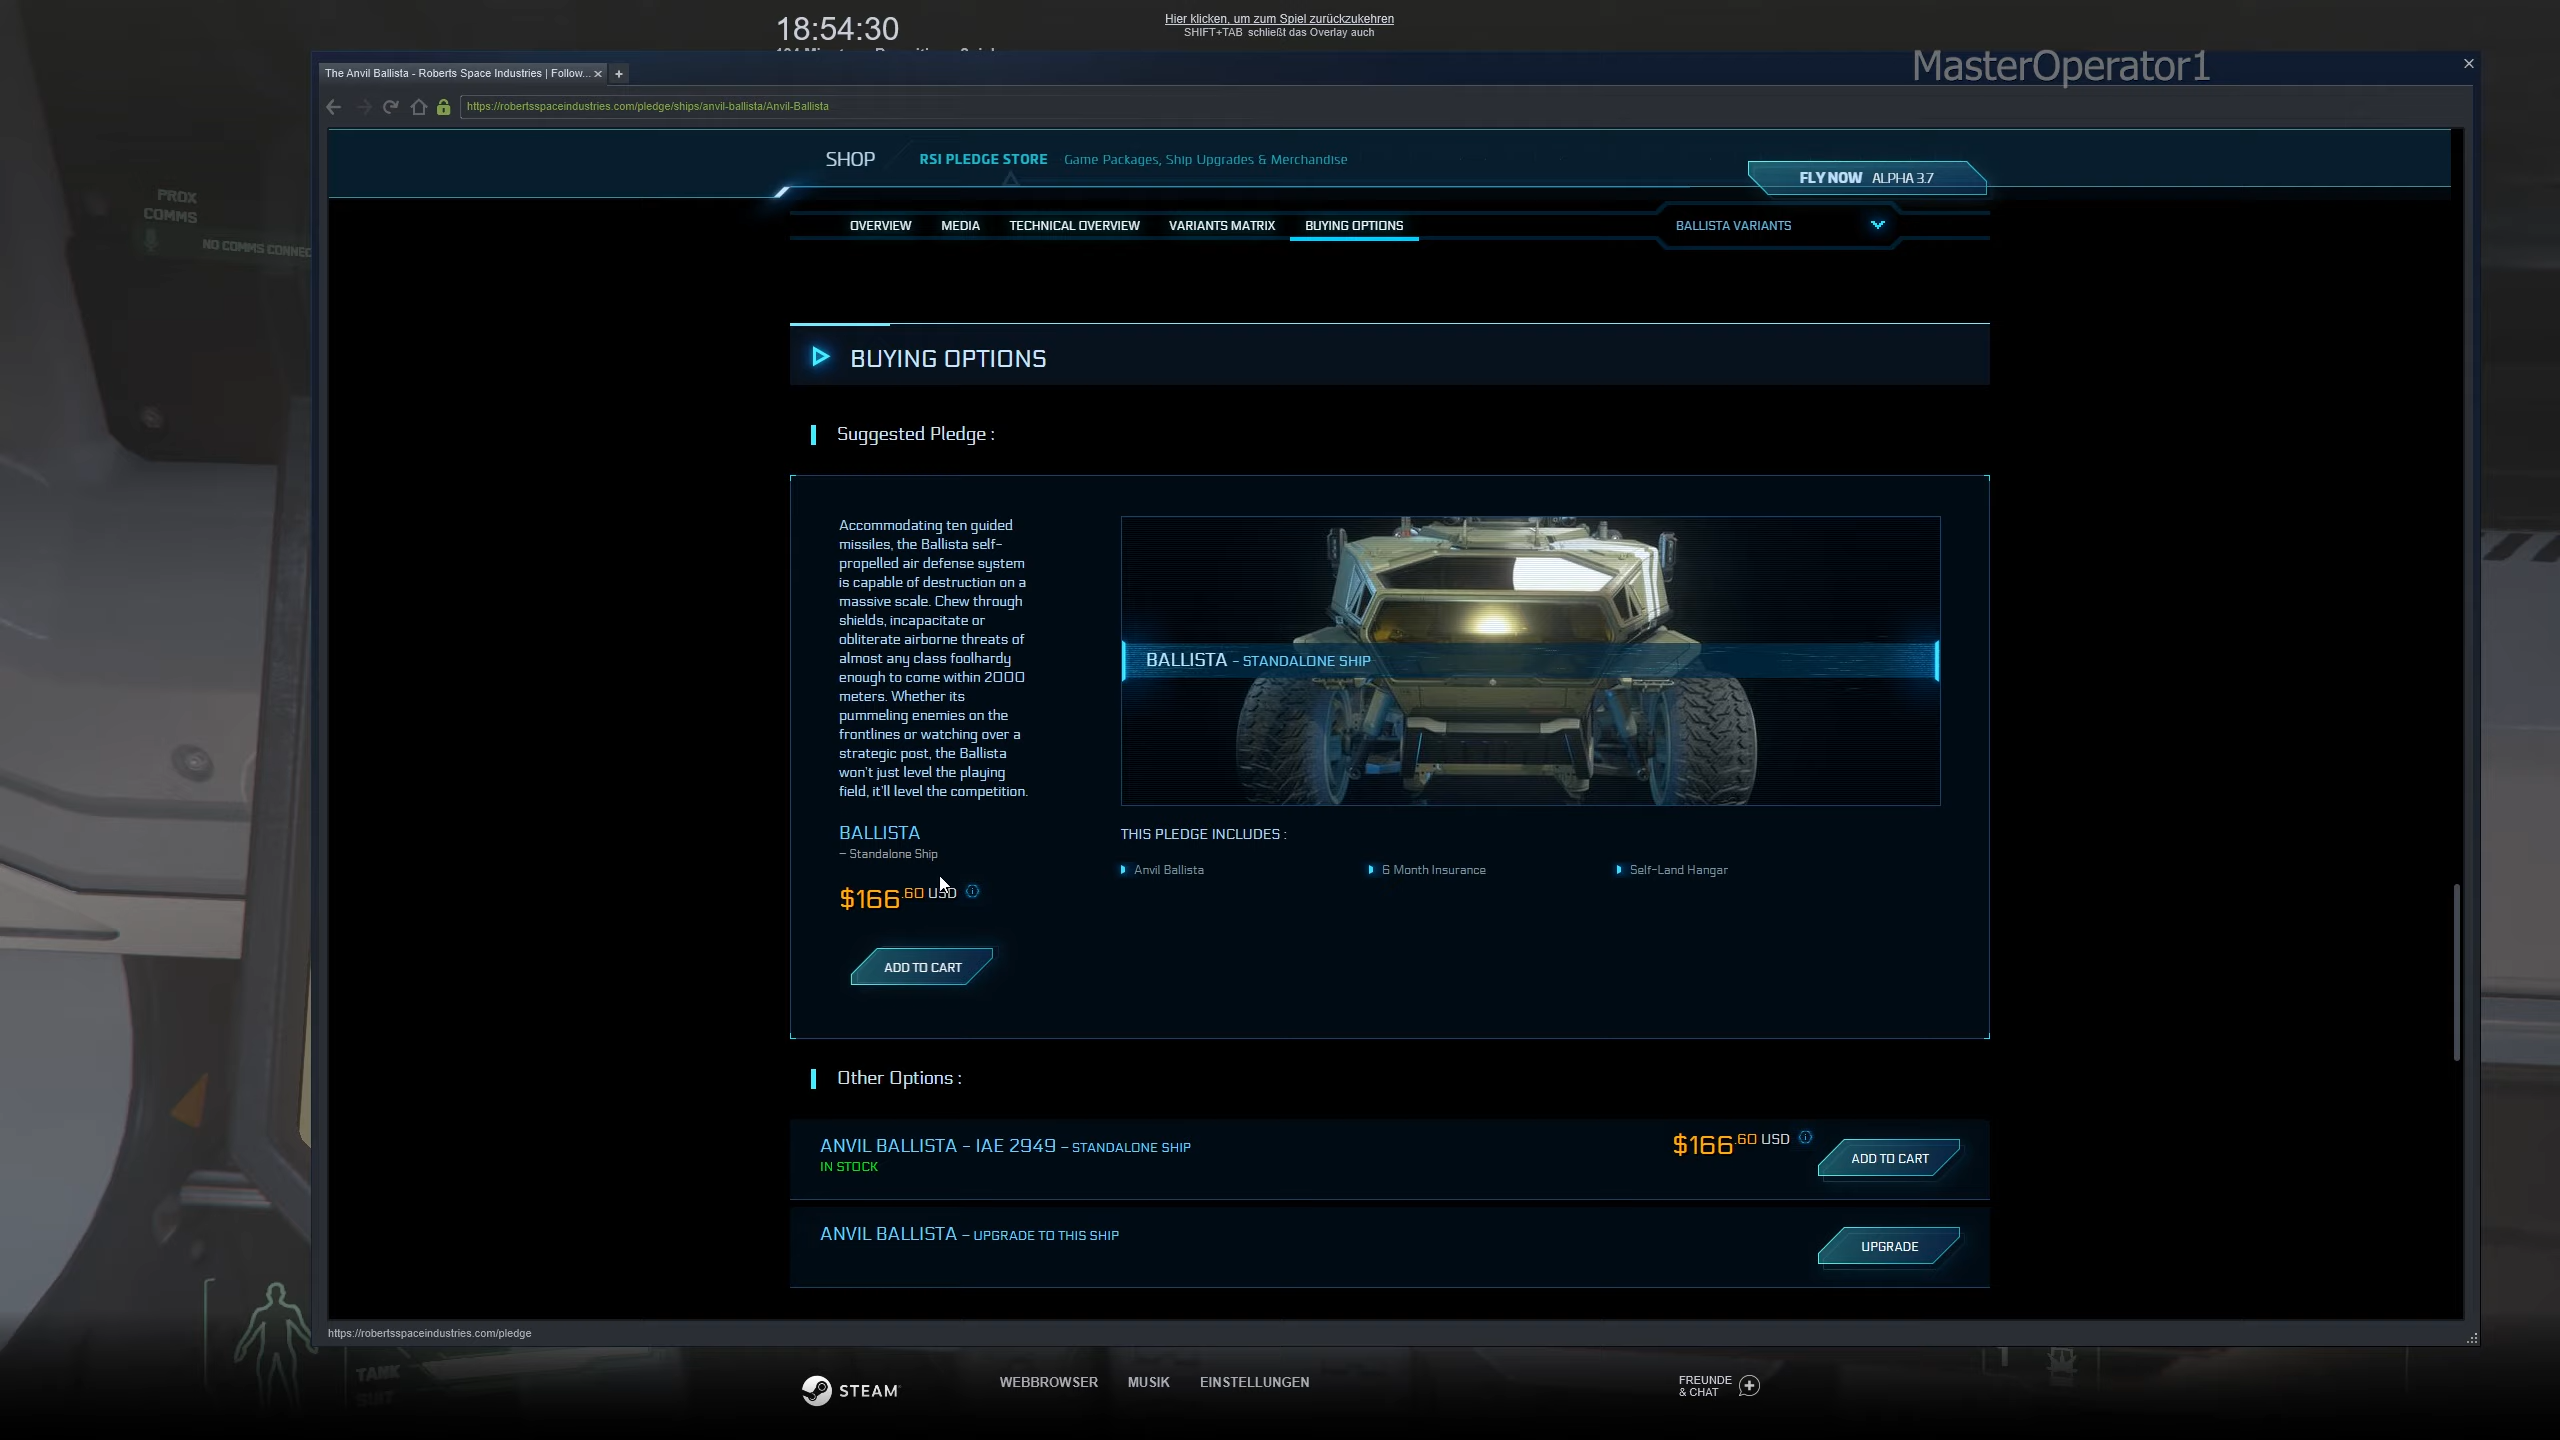 18:54:30
Hier klicken, um zum Spiel zurückzukehren
SHIFT+TAB schließt das Overlay auch
MasterOperator1
The Anvil Ballista - Roberts Space Industries | Follow...
https://robertsspaceindustries.com/pledge/ships/anvil-ballista/Anvil-Ballista
SHOP
RSI PLEDGE STORE
Game Packages, Ship Upgrades & Merchandise
FLY NOW ALPHA 3.7
PROX
COMMS
NO COMMS CONNEC
OVERVIEW
MEDIA
TECHNICAL OVERVIEW
VARIANTS MATRIX
BUYING OPTIONS
BALLISTA VARIANTS
BUYING OPTIONS
Suggested Pledge :
Accommodating ten guided
missiles, the Ballista self-
propelled air defense system
is capable of destruction on a
massive scale. Chew through
shields, incapacitate or
obliterate airborne threats of
almost any class foolhardy
enough to come within 2000
meters. Whether its
pummeling enemies on the
frontlines or watching over a
strategic post, the Ballista
won't just level the playing
field, it'll level the competition.
BALLISTA - STANDALONE SHIP
BALLISTA
– Standalone Ship
$166.60 USD
ADD TO CART
THIS PLEDGE INCLUDES :
Anvil Ballista
6 Month Insurance
Self-Land Hangar
Other Options :
ANVIL BALLISTA - IAE 2949 – STANDALONE SHIP
IN STOCK
$166.60 USD
ADD TO CART
ANVIL BALLISTA – UPGRADE TO THIS SHIP
UPGRADE
https://robertsspaceindustries.com/pledge
TANK
SUIT
STEAM
WEBBROWSER
MUSIK
EINSTELLUNGEN
FREUNDE
& CHAT